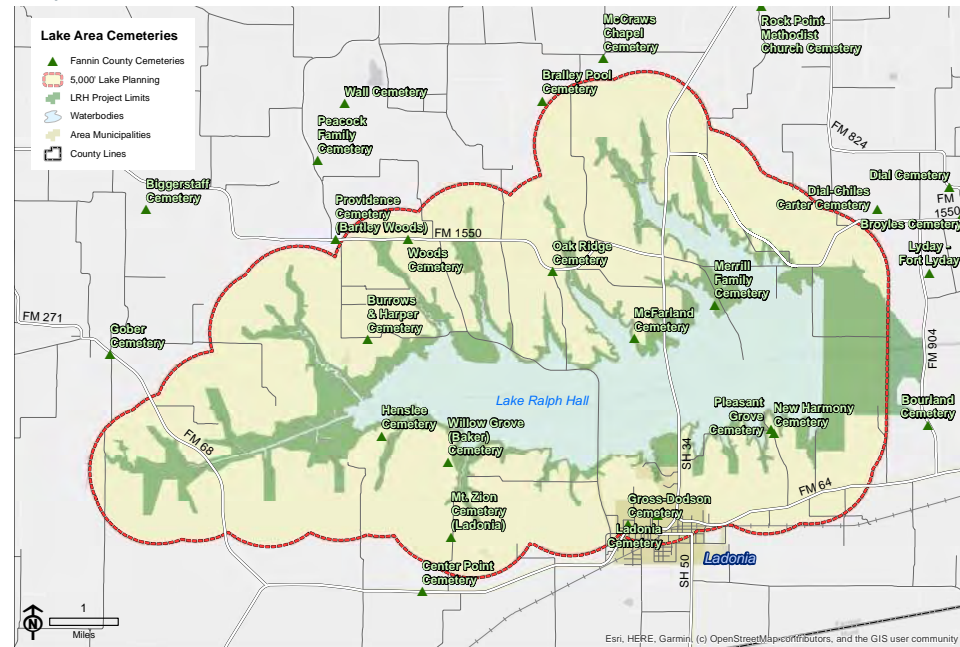 Lake Area Cemeteries
Fannin County Cemeteries
5,000' Lake Planning
LRH Project Limits
Waterbodies
Area Municipalities
County Lines
McCraws
Chapel
Cemetery
Rock Point
Methodist
Church Cemetery
Bralley Pool
Cemetery
Wall Cemetery
Peacock
Family
Cemetery
FM 824
Dial Cemetery
Biggerstaff
Cemetery
Dial-Chiles
Carter Cemetery
FM
1550
Providence
Cemetery
(Bartley Woods)
FM 1550
Broyles Cemetery
Woods
Cemetery
Oak Ridge
Cemetery
Lyday -
Fort Lyday
Merrill
Family
Cemetery
Burrows
& Harper
Cemetery
McFarland
Cemetery
FM 271
Gober
Cemetery
FM 904
Lake Ralph Hall
Henslee
Cemetery
Willow Grove
(Baker)
Cemetery
Pleasant
Grove
Cemetery
New Harmony
Cemetery
Bourland
Cemetery
FM 68
SH 34
FM 64
Mt. Zion
Cemetery
(Ladonia)
Gross-Dodson
Cemetery
Ladonia
Cemetery
Ladonia
SH 50
Center Point
Cemetery
N
1
Miles
Esri, HERE, Garmin, (c) OpenStreetMap contributors, and the GIS user community